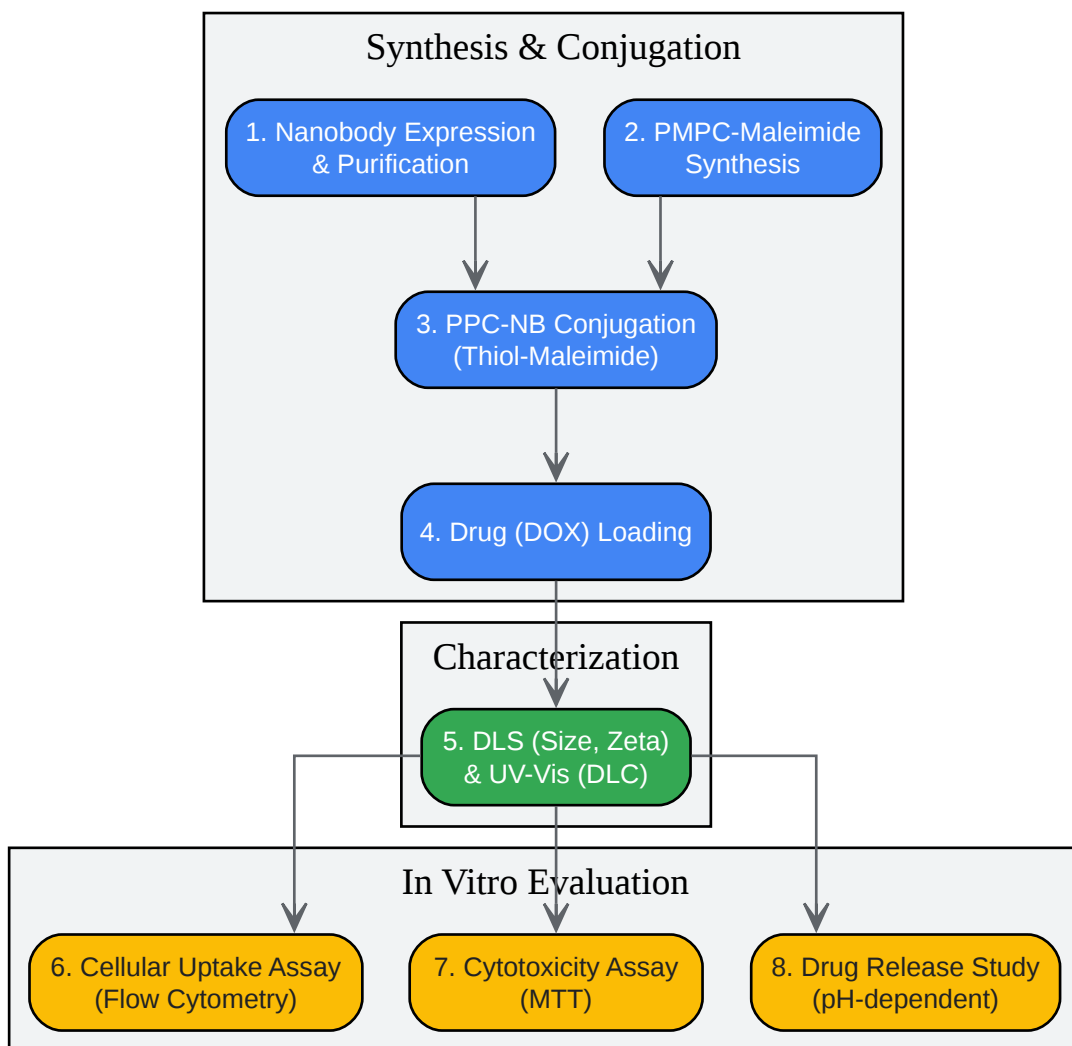 Synthesis & Conjugation
1. Nanobody Expression
& Purification
2. PMPC-Maleimide
Synthesis
3. PPC-NB Conjugation
(Thiol-Maleimide)
4. Drug (DOX) Loading
Characterization
5. DLS (Size, Zeta)
& UV-Vis (DLC)
In Vitro Evaluation
6. Cellular Uptake Assay
(Flow Cytometry)
7. Cytotoxicity Assay
(MTT)
8. Drug Release Study
(pH-dependent)